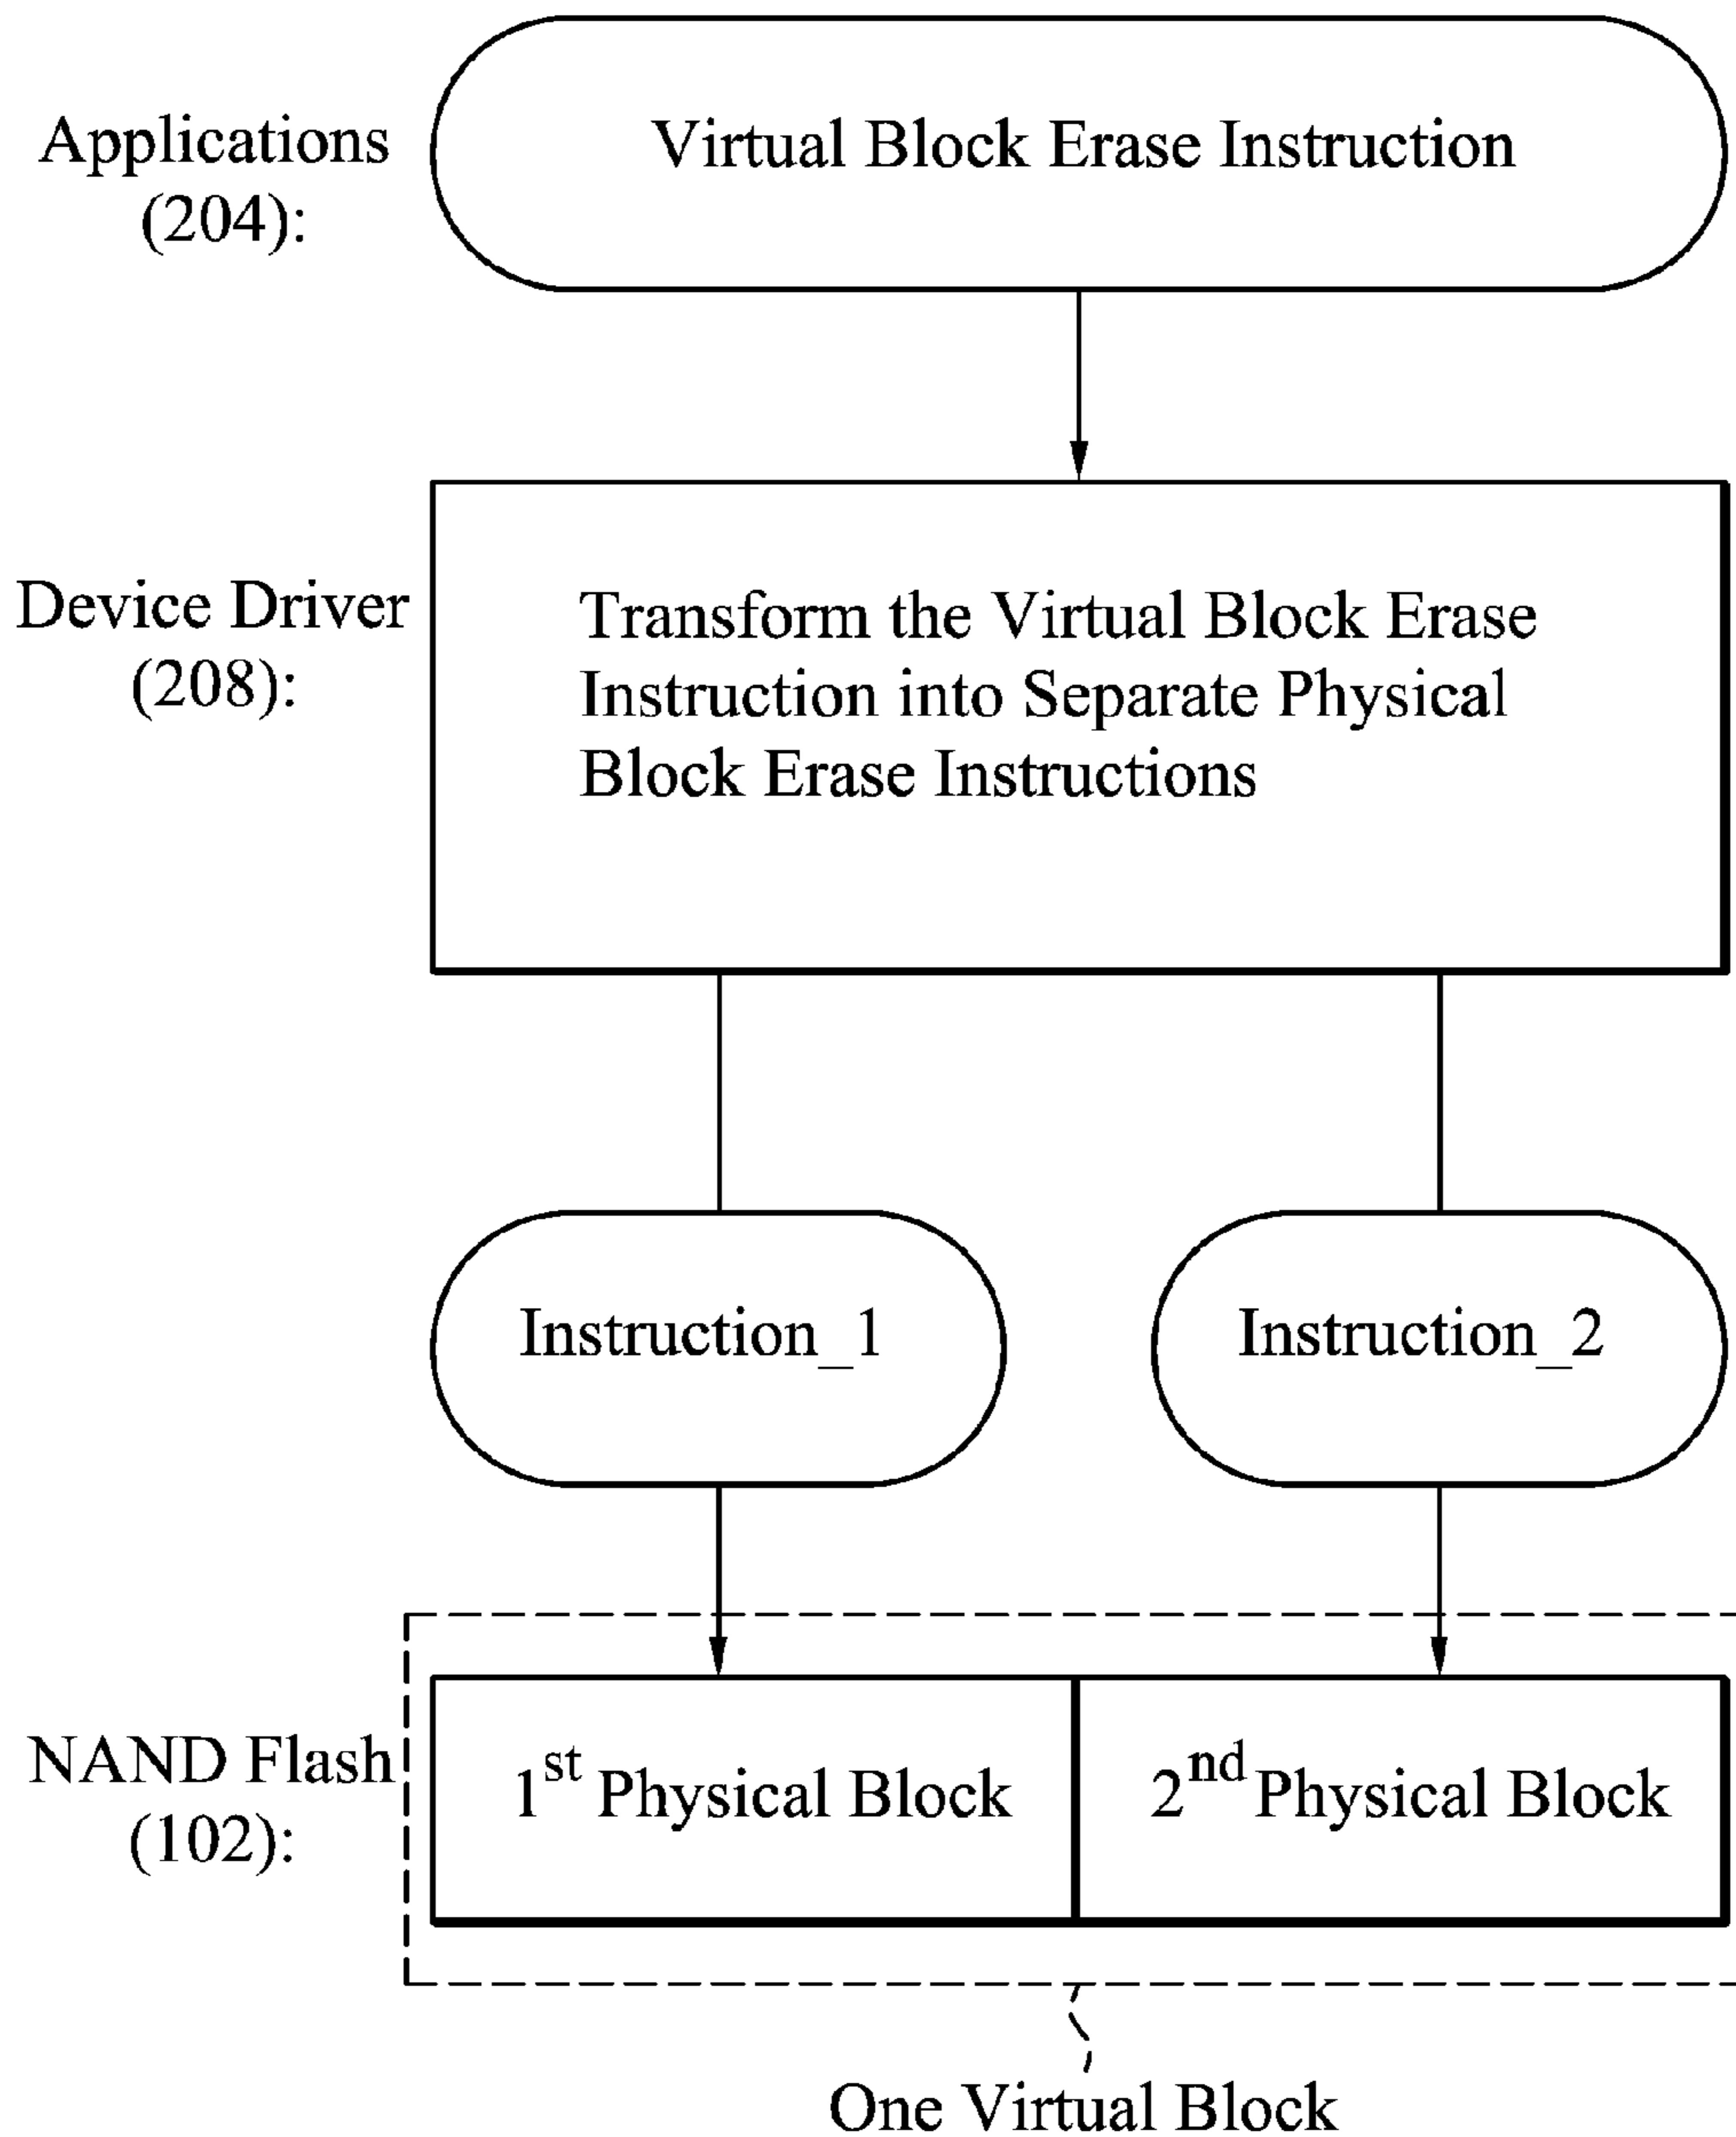 Applications
(204):
Virtual Block Erase Instruction
Device Driver
(208):
Transform the Virtual Block Erase
Instruction into Separate Physical
Block Erase Instructions
Instruction_1
Instruction_2
NAND Flash
(102):
1st Physical Block
2nd Physical Block
One Virtual Block